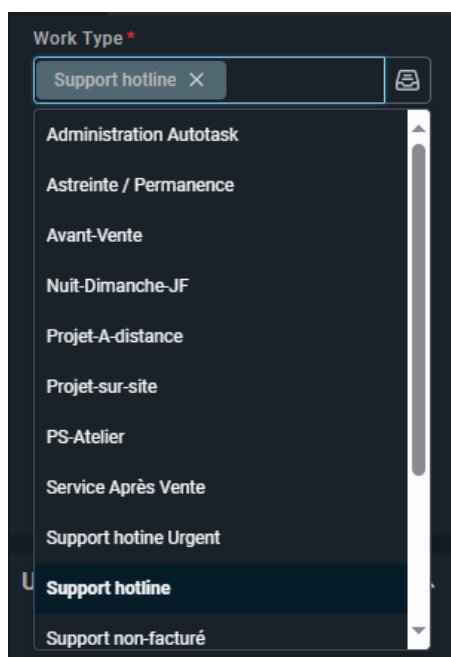 Work Type *
Support hotline ×
Administration Autotask
Astreinte / Permanence
Avant-Vente
Nuit-Dimanche-JF
Projet-A-distance
Projet-sur-site
PS-Atelier
Service Après Vente
Support hotine Urgent
U
Support hotline
Support non-facturé